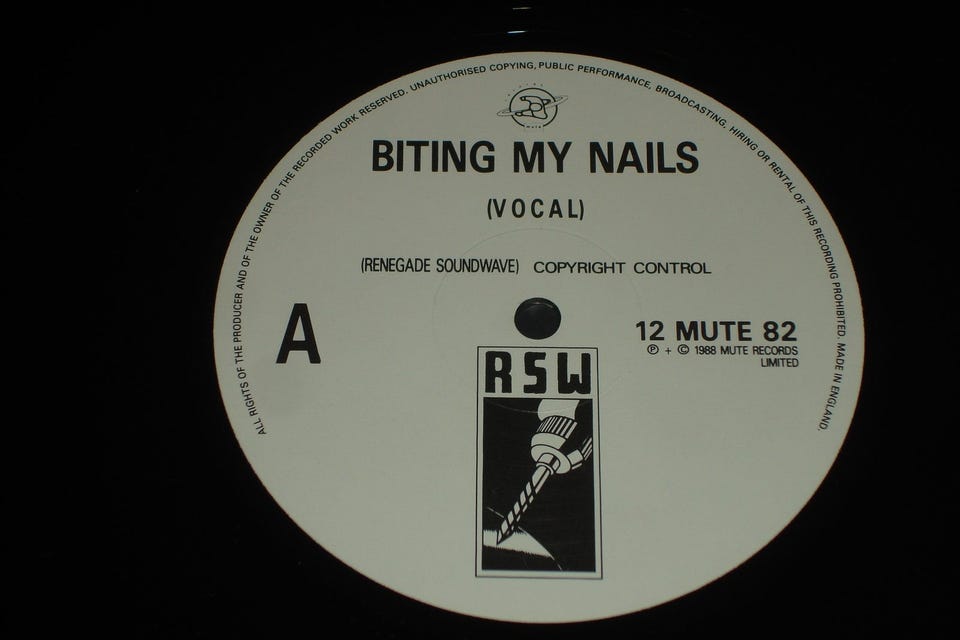 ALL RIGHTS OF THE PRODUCER AND OF THE OWNER OF THE RECORDED WORK RESERVED. UNAUTHORISED COPYING, PUBLIC PERFORMANCE, BROADCASTING, HIRING OR RENTAL OF THIS RECORDING PROHIBITED. MADE IN ENGLAND.
BITING MY NAILS
(VOCAL)
(RENEGADE SOUNDWAVE) COPYRIGHT CONTROL
A
12 MUTE 82
℗ + © 1988 MUTE RECORDS
LIMITED
RSW